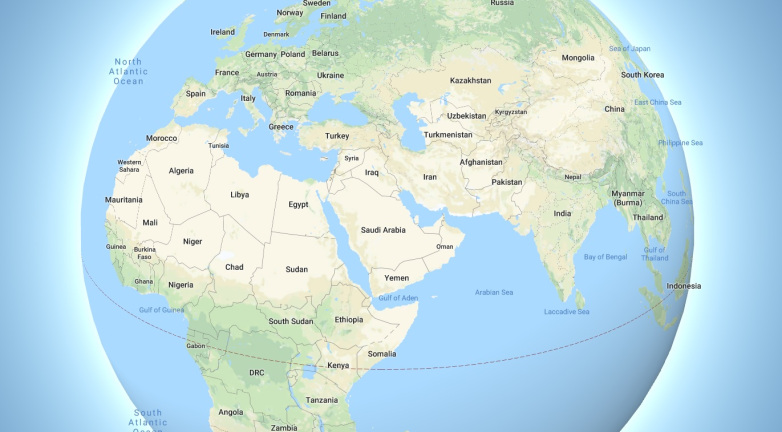 Sweden
Russia
Norway
Finland
Ireland
Denmark
Sea of Japan
Germany
Poland
Belarus
Mongolia
North
Atlantic
Ocean
France
Austria
Ukraine
South Korea
Kazakhstan
Spain
Italy
Romania
East China Sea
China
Kyrgyzstan
Uzbekistan
Greece
Turkey
Turkmenistan
Morocco
Tunisia
Philippine Sea
Syria
Afghanistan
Western
Sahara
Algeria
Iraq
Iran
Nepal
Pakistan
Libya
Egypt
Myanmar
(Burma)
South
China Sea
Mauritania
India
Thailand
Mali
Saudi Arabia
Niger
Oman
Guinea
Burkina
Faso
Gulf of
Thailand
Bay of Bengal
Chad
Sudan
Yemen
Ghana
Nigeria
Indonesia
Arabian Sea
Gulf of Aden
Gulf of Guinea
Laccadive Sea
South Sudan
Ethiopia
Gabon
Somalia
Kenya
DRC
Tanzania
Angola
South
Atlantic
Ocean
Zambia